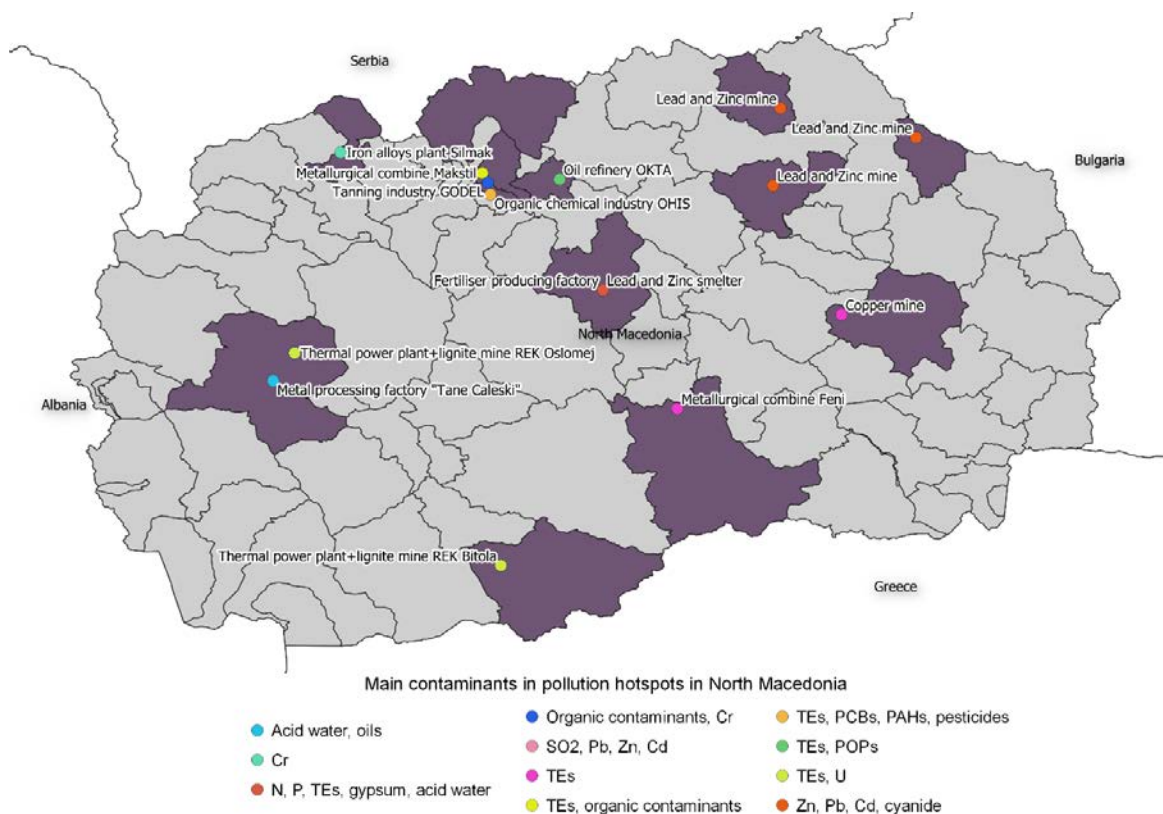 Serbia
Lead and Zinc mine
Lead and Zinc mine
Iron alloys plant Silmak
Bulgaria
Metallurgical combine Makstil
Oil refinery OKTA
Lead and Zinc mine
Tanning industry GODEL
Organic chemical industry OHIS
Fertiliser producing factory
Lead and Zinc smelter
Copper mine
North Macedonia
Thermal power plant+lignite mine REK Oslomej
Metal processing factory "Tane Caleski"
Albania
Metallurgical combine Feni
Thermal power plant+lignite mine REK Bitola
Greece
Main contaminants in pollution hotspots in North Macedonia
Acid water, oils
Cr
N, P, TEs, gypsum, acid water
Organic contaminants, Cr
SO2, Pb, Zn, Cd
TEs
TEs, organic contaminants
TEs, PCBs, PAHs, pesticides
TEs, POPs
TEs, U
Zn, Pb, Cd, cyanide